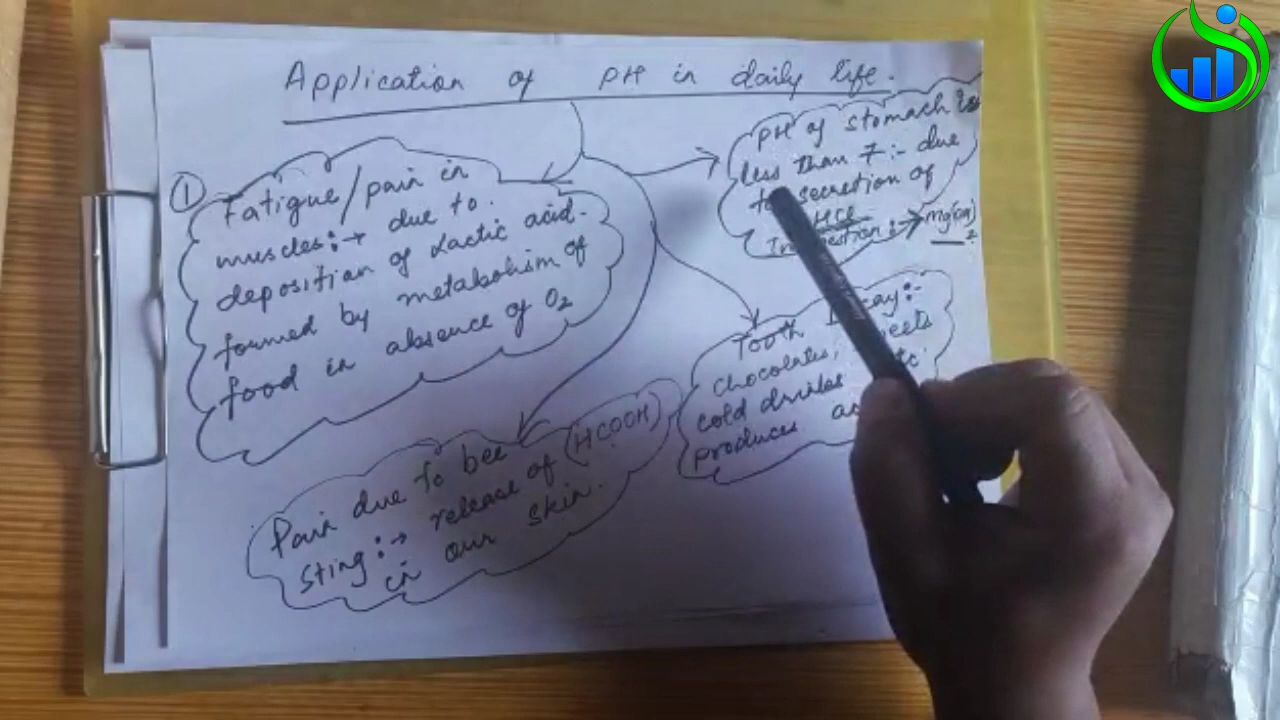 Application of pH in daily life.
①
Fatigue/pain in
muscles:→ due to.
deposition of Lactic acid.
formed by metabolism of
food in absence of O2
pH of stomach is
less than 7 :- due
to secretion of
HCl
:→ Mg(OH)2
Tooth :-
chocolates,
cold drinks etc.
produces
Pain due to bee
sting:→ release of (HCOOH)
in our skin.